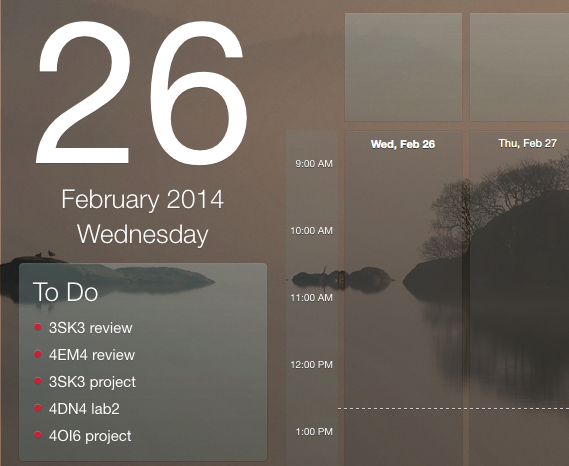 26
February 2014
Wednesday
To Do
3SK3 review
4EM4 review
3SK3 project
4DN4 lab2
4OI6 project
Wed, Feb 26
Thu, Feb 27
9:00 AM
10:00 AM
11:00 AM
12:00 PM
1:00 PM